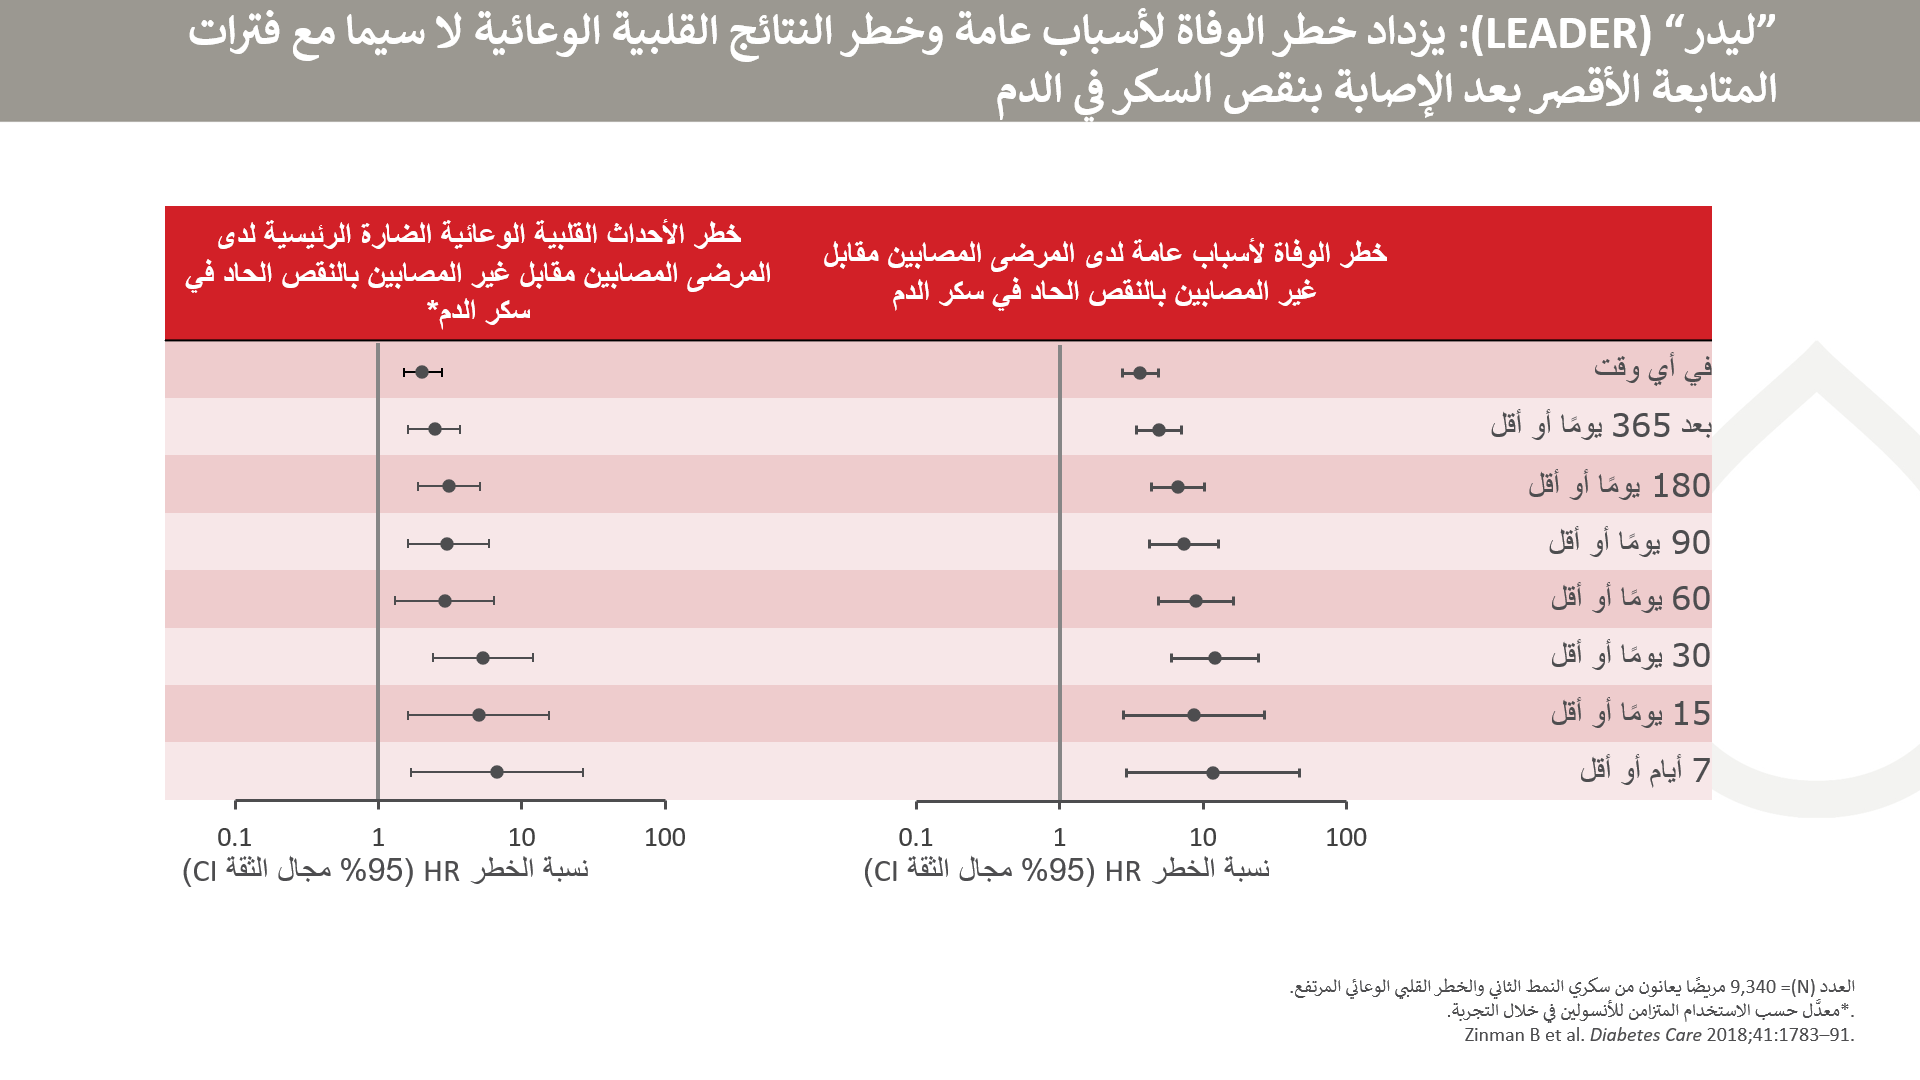 ”ليدر“ (LEADER): يزداد خطر الوفاة لأسباب عامة وخطر النتائج القلبية الوعائية لا سيما مع فترات
المتابعة الأقصر بعد الإصابة بنقص السكر في الدم
خطر الوفاة لأسباب عامة لدى المرضى المصابين مقابل
غير المصابين بالنقص الحاد في سكر الدم
خطر الأحداث القلبية الوعائية الضارة الرئيسية لدى
المرضى المصابين مقابل غير المصابين بالنقص الحاد في
سكر الدم*
في أي وقت
بعد 365 يومًا أو أقل
180 يومًا أو أقل
90 يومًا أو أقل
60 يومًا أو أقل
30 يومًا أو أقل
15 يومًا أو أقل
7 أيام أو أقل
0.1 1 10 100
نسبة الخطر HR (95% مجال الثقة CI)
0.1 1 10 100
نسبة الخطر HR (95% مجال الثقة CI)
العدد (N)= 9,340 مريضًا يعانون من سكري النمط الثاني والخطر القلبي الوعائي المرتفع.
.*معدَّل حسب الاستخدام المتزامن للأنسولين في خلال التجربة.
Zinman B et al. Diabetes Care 2018;41:1783–91.